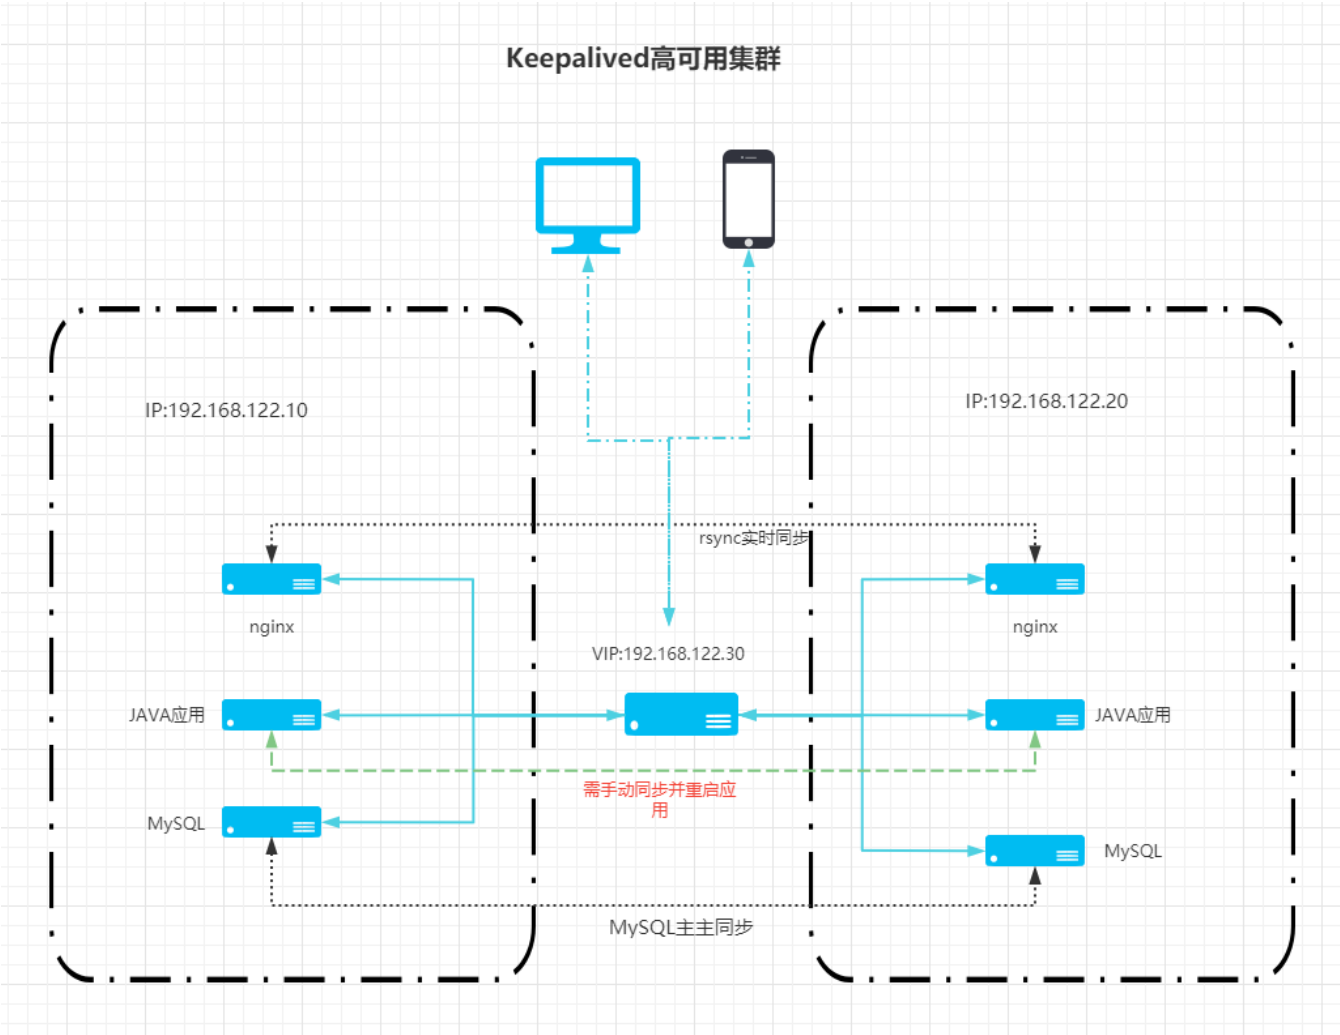 Keepalived高可用集群
IP:192.168.122.10
IP:192.168.122.20
rsync实时同步
nginx
nginx
VIP:192.168.122.30
JAVA应用
JAVA应用
需手动同步并重启应
用
MySQL
MySQL
MySQL主主同步